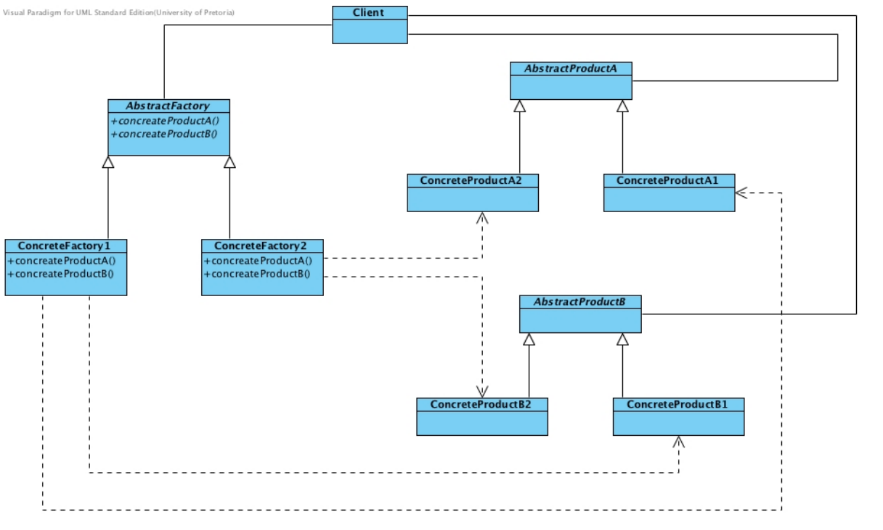 Visual Paradigm for UML Standard Edition(University of Pretoria)
Client
AbstractProductA
AbstractFactory
+concreateProductA()
+concreateProductB()
ConcreteProductA2
ConcreteProductA1
ConcreteFactory1
+concreateProductA()
+concreateProductB()
ConcreteFactory2
+concreateProductA()
+concreateProductB()
AbstractProductB
ConcreteProductB2
ConcreteProductB1